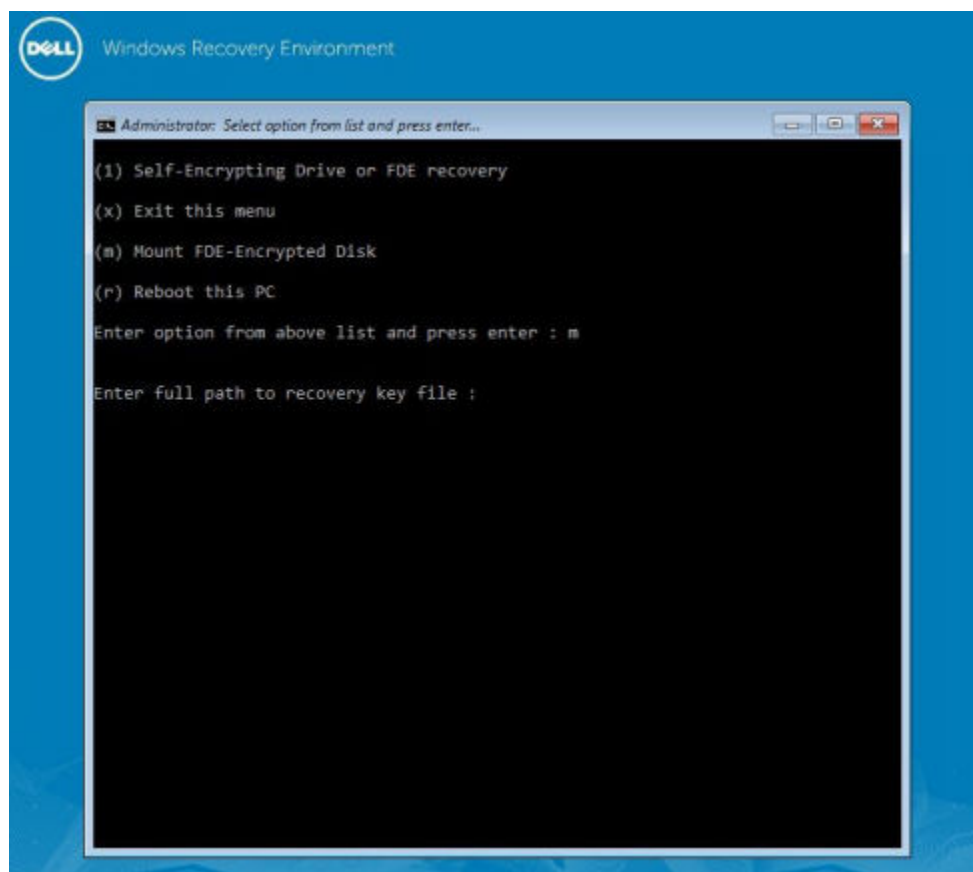 DELL
Windows Recovery Environment
Administrator: Select option from list and press enter...
(1) Self-Encrypting Drive or FDE recovery
(x) Exit this menu
(m) Mount FDE-Encrypted Disk
(r) Reboot this PC
Enter option from above list and press enter : m
Enter full path to recovery key file :